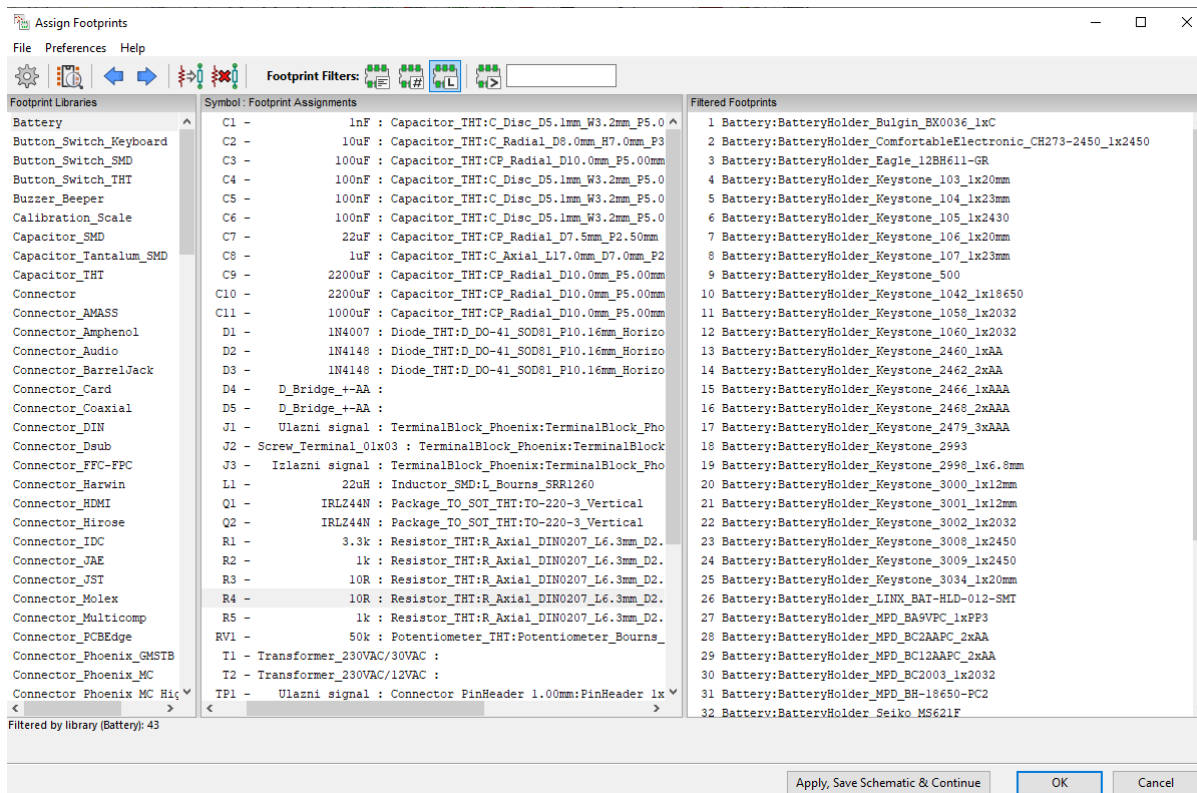 Assign Footprints
File Preferences Help
Footprint Filters:
Footprint Libraries
Battery
Button_Switch_Keyboard
Button_Switch_SMD
Button_Switch_THT
Buzzer_Beeper
Calibration_Scale
Capacitor_SMD
Capacitor_Tantalum_SMD
Capacitor_THT
Connector
Connector_AMASS
Connector_Amphenol
Connector_Audio
Connector_BarrelJack
Connector_Card
Connector_Coaxial
Connector_DIN
Connector_Dsub
Connector_FFC-FPC
Connector_Harwin
Connector_HDMI
Connector_Hirose
Connector_IDC
Connector_JAE
Connector_JST
Connector_Molex
Connector_Multicomp
Connector_PCBEdge
Connector_Phoenix_GMSTB
Connector_Phoenix_MC
Connector_Phoenix_MC_Hig
Symbol : Footprint Assignments
C1 - 1nF : Capacitor_THT:C_Disc_D5.1mm_W3.2mm_P5.0
C2 - 10uF : Capacitor_THT:C_Radial_D8.0mm_H7.0mm_P3
C3 - 100uF : Capacitor_THT:CP_Radial_D10.0mm_P5.00mm
C4 - 100nF : Capacitor_THT:C_Disc_D5.1mm_W3.2mm_P5.0
C5 - 100nF : Capacitor_THT:C_Disc_D5.1mm_W3.2mm_P5.0
C6 - 100nF : Capacitor_THT:C_Disc_D5.1mm_W3.2mm_P5.0
C7 - 22uF : Capacitor_THT:CP_Radial_D7.5mm_P2.50mm
C8 - 1uF : Capacitor_THT:C_Axial_L17.0mm_D7.0mm_P2
C9 - 2200uF : Capacitor_THT:CP_Radial_D10.0mm_P5.00mm
C10 - 2200uF : Capacitor_THT:CP_Radial_D10.0mm_P5.00mm
C11 - 1000uF : Capacitor_THT:CP_Radial_D10.0mm_P5.00mm
D1 - 1N4007 : Diode_THT:D_DO-41_SOD81_P10.16mm_Horizo
D2 - 1N4148 : Diode_THT:D_DO-41_SOD81_P10.16mm_Horizo
D3 - 1N4148 : Diode_THT:D_DO-41_SOD81_P10.16mm_Horizo
D4 - D_Bridge_+-AA :
D5 - D_Bridge_+-AA :
J1 - Ulazni signal : TerminalBlock_Phoenix:TerminalBlock_Pho
J2 - Screw_Terminal_01x03 : TerminalBlock_Phoenix:TerminalBlock
J3 - Izlazni signal : TerminalBlock_Phoenix:TerminalBlock_Pho
L1 - 22uH : Inductor_SMD:L_Bourns_SRR1260
Q1 - IRLZ44N : Package_TO_SOT_THT:TO-220-3_Vertical
Q2 - IRLZ44N : Package_TO_SOT_THT:TO-220-3_Vertical
R1 - 3.3k : Resistor_THT:R_Axial_DIN0207_L6.3mm_D2.
R2 - 1k : Resistor_THT:R_Axial_DIN0207_L6.3mm_D2.
R3 - 10R : Resistor_THT:R_Axial_DIN0207_L6.3mm_D2.
R4 - 10R : Resistor_THT:R_Axial_DIN0207_L6.3mm_D2.
R5 - 1k : Resistor_THT:R_Axial_DIN0207_L6.3mm_D2.
RV1 - 50k : Potentiometer_THT:Potentiometer_Bourns_
T1 - Transformer_230VAC/30VAC :
T2 - Transformer_230VAC/12VAC :
TP1 - Ulazni signal : Connector_PinHeader_1.00mm:PinHeader_1x
Filtered Footprints
1 Battery:BatteryHolder_Bulgin_BX0036_1xC
2 Battery:BatteryHolder_ComfortableElectronic_CH273-2450_1x2450
3 Battery:BatteryHolder_Eagle_12BH611-GR
4 Battery:BatteryHolder_Keystone_103_1x20mm
5 Battery:BatteryHolder_Keystone_104_1x23mm
6 Battery:BatteryHolder_Keystone_105_1x2430
7 Battery:BatteryHolder_Keystone_106_1x20mm
8 Battery:BatteryHolder_Keystone_107_1x23mm
9 Battery:BatteryHolder_Keystone_500
10 Battery:BatteryHolder_Keystone_1042_1x18650
11 Battery:BatteryHolder_Keystone_1058_1x2032
12 Battery:BatteryHolder_Keystone_1060_1x2032
13 Battery:BatteryHolder_Keystone_2460_1xAA
14 Battery:BatteryHolder_Keystone_2462_2xAA
15 Battery:BatteryHolder_Keystone_2466_1xAAA
16 Battery:BatteryHolder_Keystone_2468_2xAAA
17 Battery:BatteryHolder_Keystone_2479_3xAAA
18 Battery:BatteryHolder_Keystone_2993
19 Battery:BatteryHolder_Keystone_2998_1x6.8mm
20 Battery:BatteryHolder_Keystone_3000_1x12mm
21 Battery:BatteryHolder_Keystone_3001_1x12mm
22 Battery:BatteryHolder_Keystone_3002_1x2032
23 Battery:BatteryHolder_Keystone_3008_1x2450
24 Battery:BatteryHolder_Keystone_3009_1x2450
25 Battery:BatteryHolder_Keystone_3034_1x20mm
26 Battery:BatteryHolder_LINX_BAT-HLD-012-SMT
27 Battery:BatteryHolder_MPD_BA9VPC_1xPP3
28 Battery:BatteryHolder_MPD_BC2AAPC_2xAA
29 Battery:BatteryHolder_MPD_BC12AAPC_2xAA
30 Battery:BatteryHolder_MPD_BC2003_1x2032
31 Battery:BatteryHolder_MPD_BH-18650-PC2
32 Battery:BatteryHolder_Seiko_MS621F
Filtered by library (Battery): 43
Apply, Save Schematic & Continue
OK
Cancel